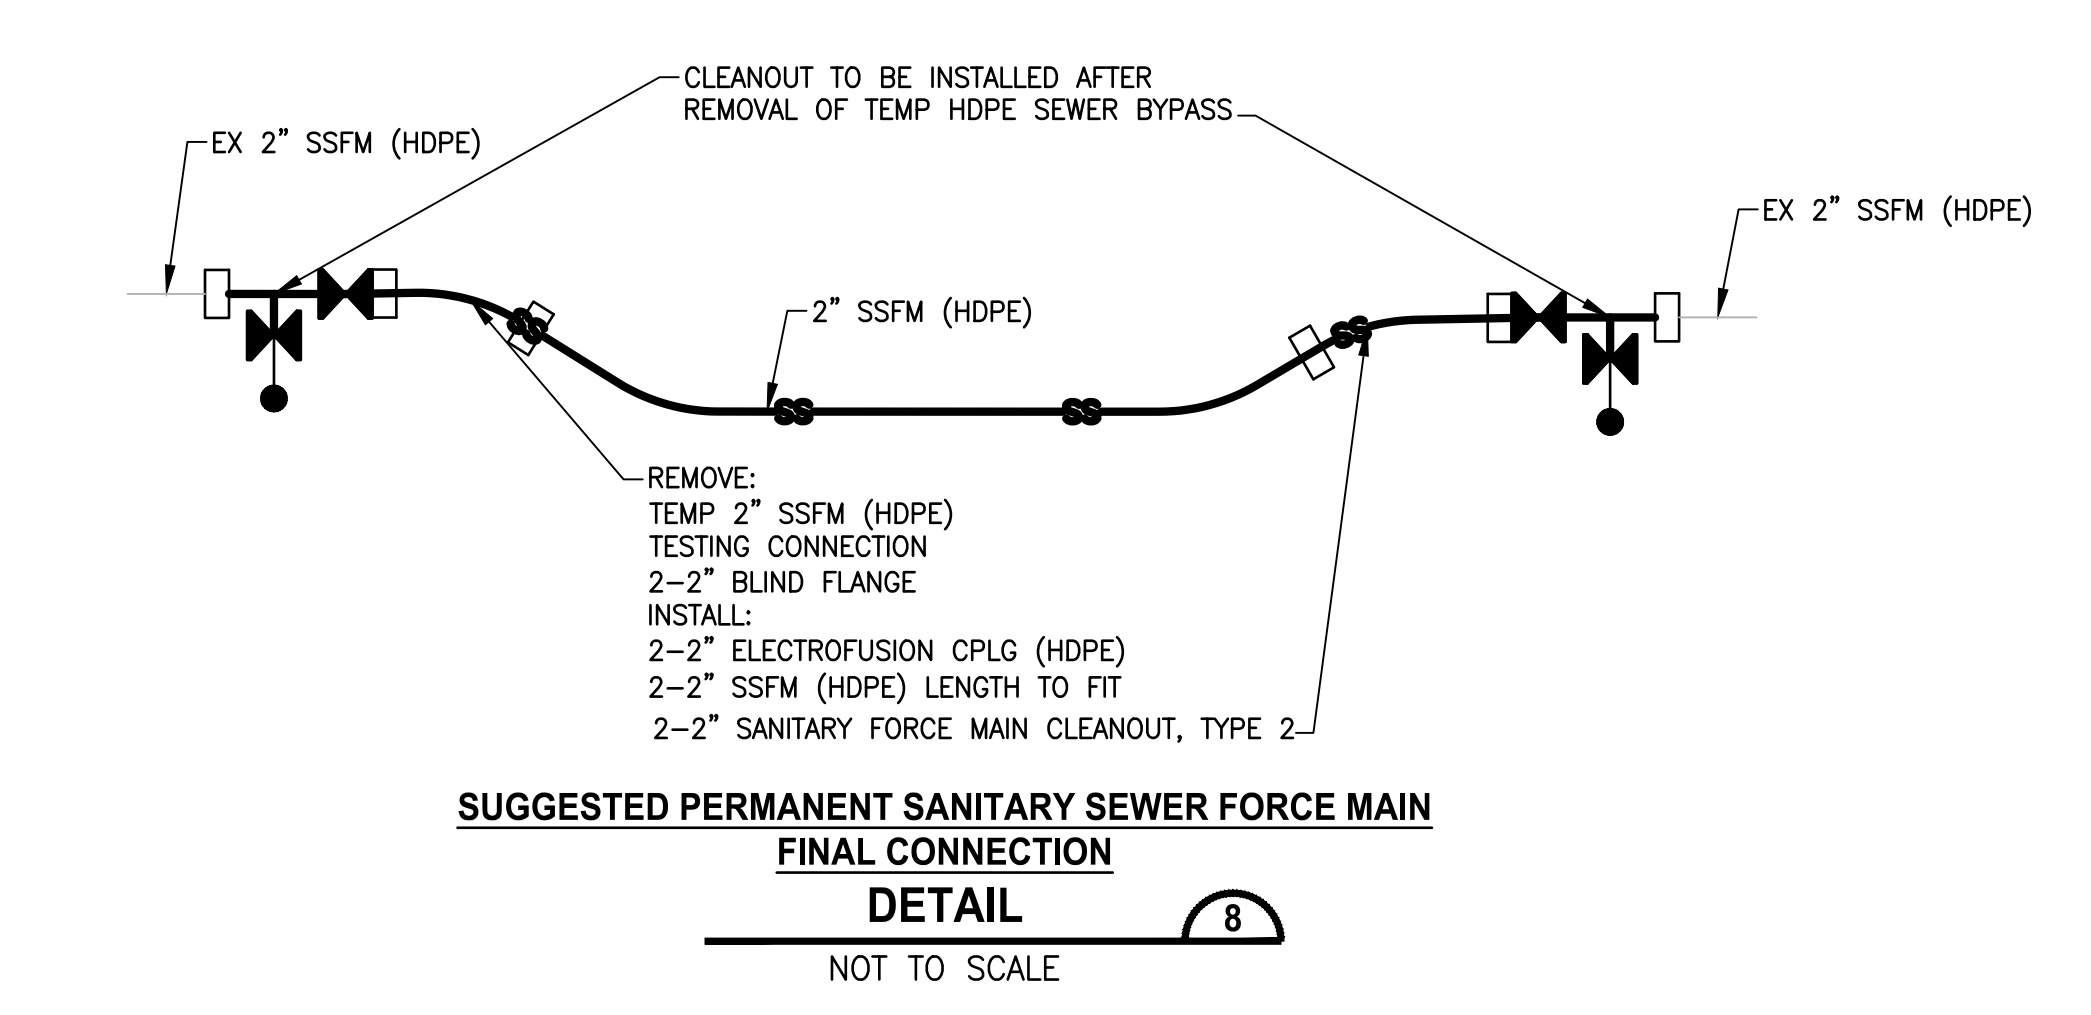 CLEANOUT TO BE INSTALLED AFTER
REMOVAL OF TEMP HDPE SEWER BYPASS
EX 2" SSFM (HDPE)
EX 2" SSFM (HDPE)
2" SSFM (HDPE)
SS
SS
SS
SS
REMOVE:
TEMP 2" SSFM (HDPE)
TESTING CONNECTION
2-2" BLIND FLANGE
INSTALL:
2-2" ELECTROFUSION CPLG (HDPE)
2-2" SSFM (HDPE) LENGTH TO FIT
2-2" SANITARY FORCE MAIN CLEANOUT, TYPE 2
SUGGESTED PERMANENT SANITARY SEWER FORCE MAIN
FINAL CONNECTION
DETAIL
8
NOT TO SCALE